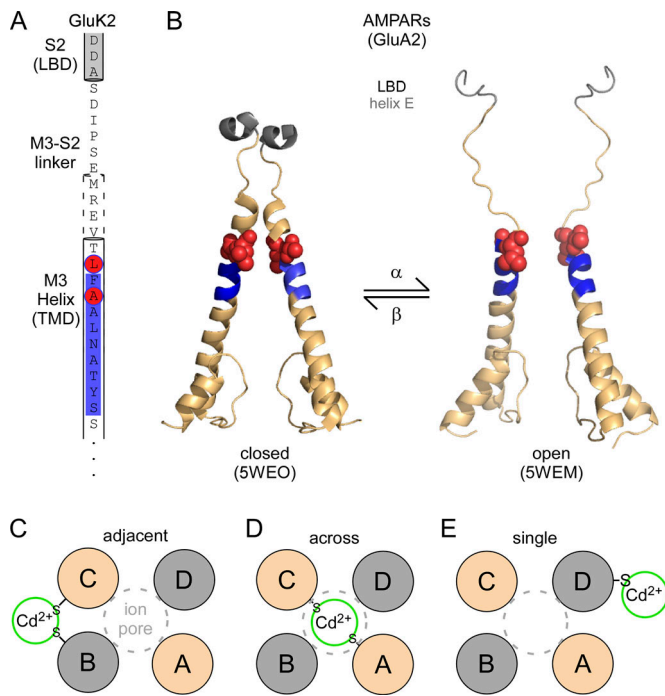 A
GluK2
S2
(LBD)
D
D
A
S
D
I
P
S
E
M
R
E
V
T
L
F
A
A
L
N
A
T
Y
S
S
.
.
.
M3-S2
linker
M3
Helix
(TMD)
B
AMPARs
(GluA2)
LBD
helix E
α
β
closed
(5WEO)
open
(5WEM)
C
adjacent
C
D
Cd2+
S
S
ion
pore
B
A
D
across
C
D
S
Cd2+
S
B
A
E
single
C
D
S
Cd2+
B
A